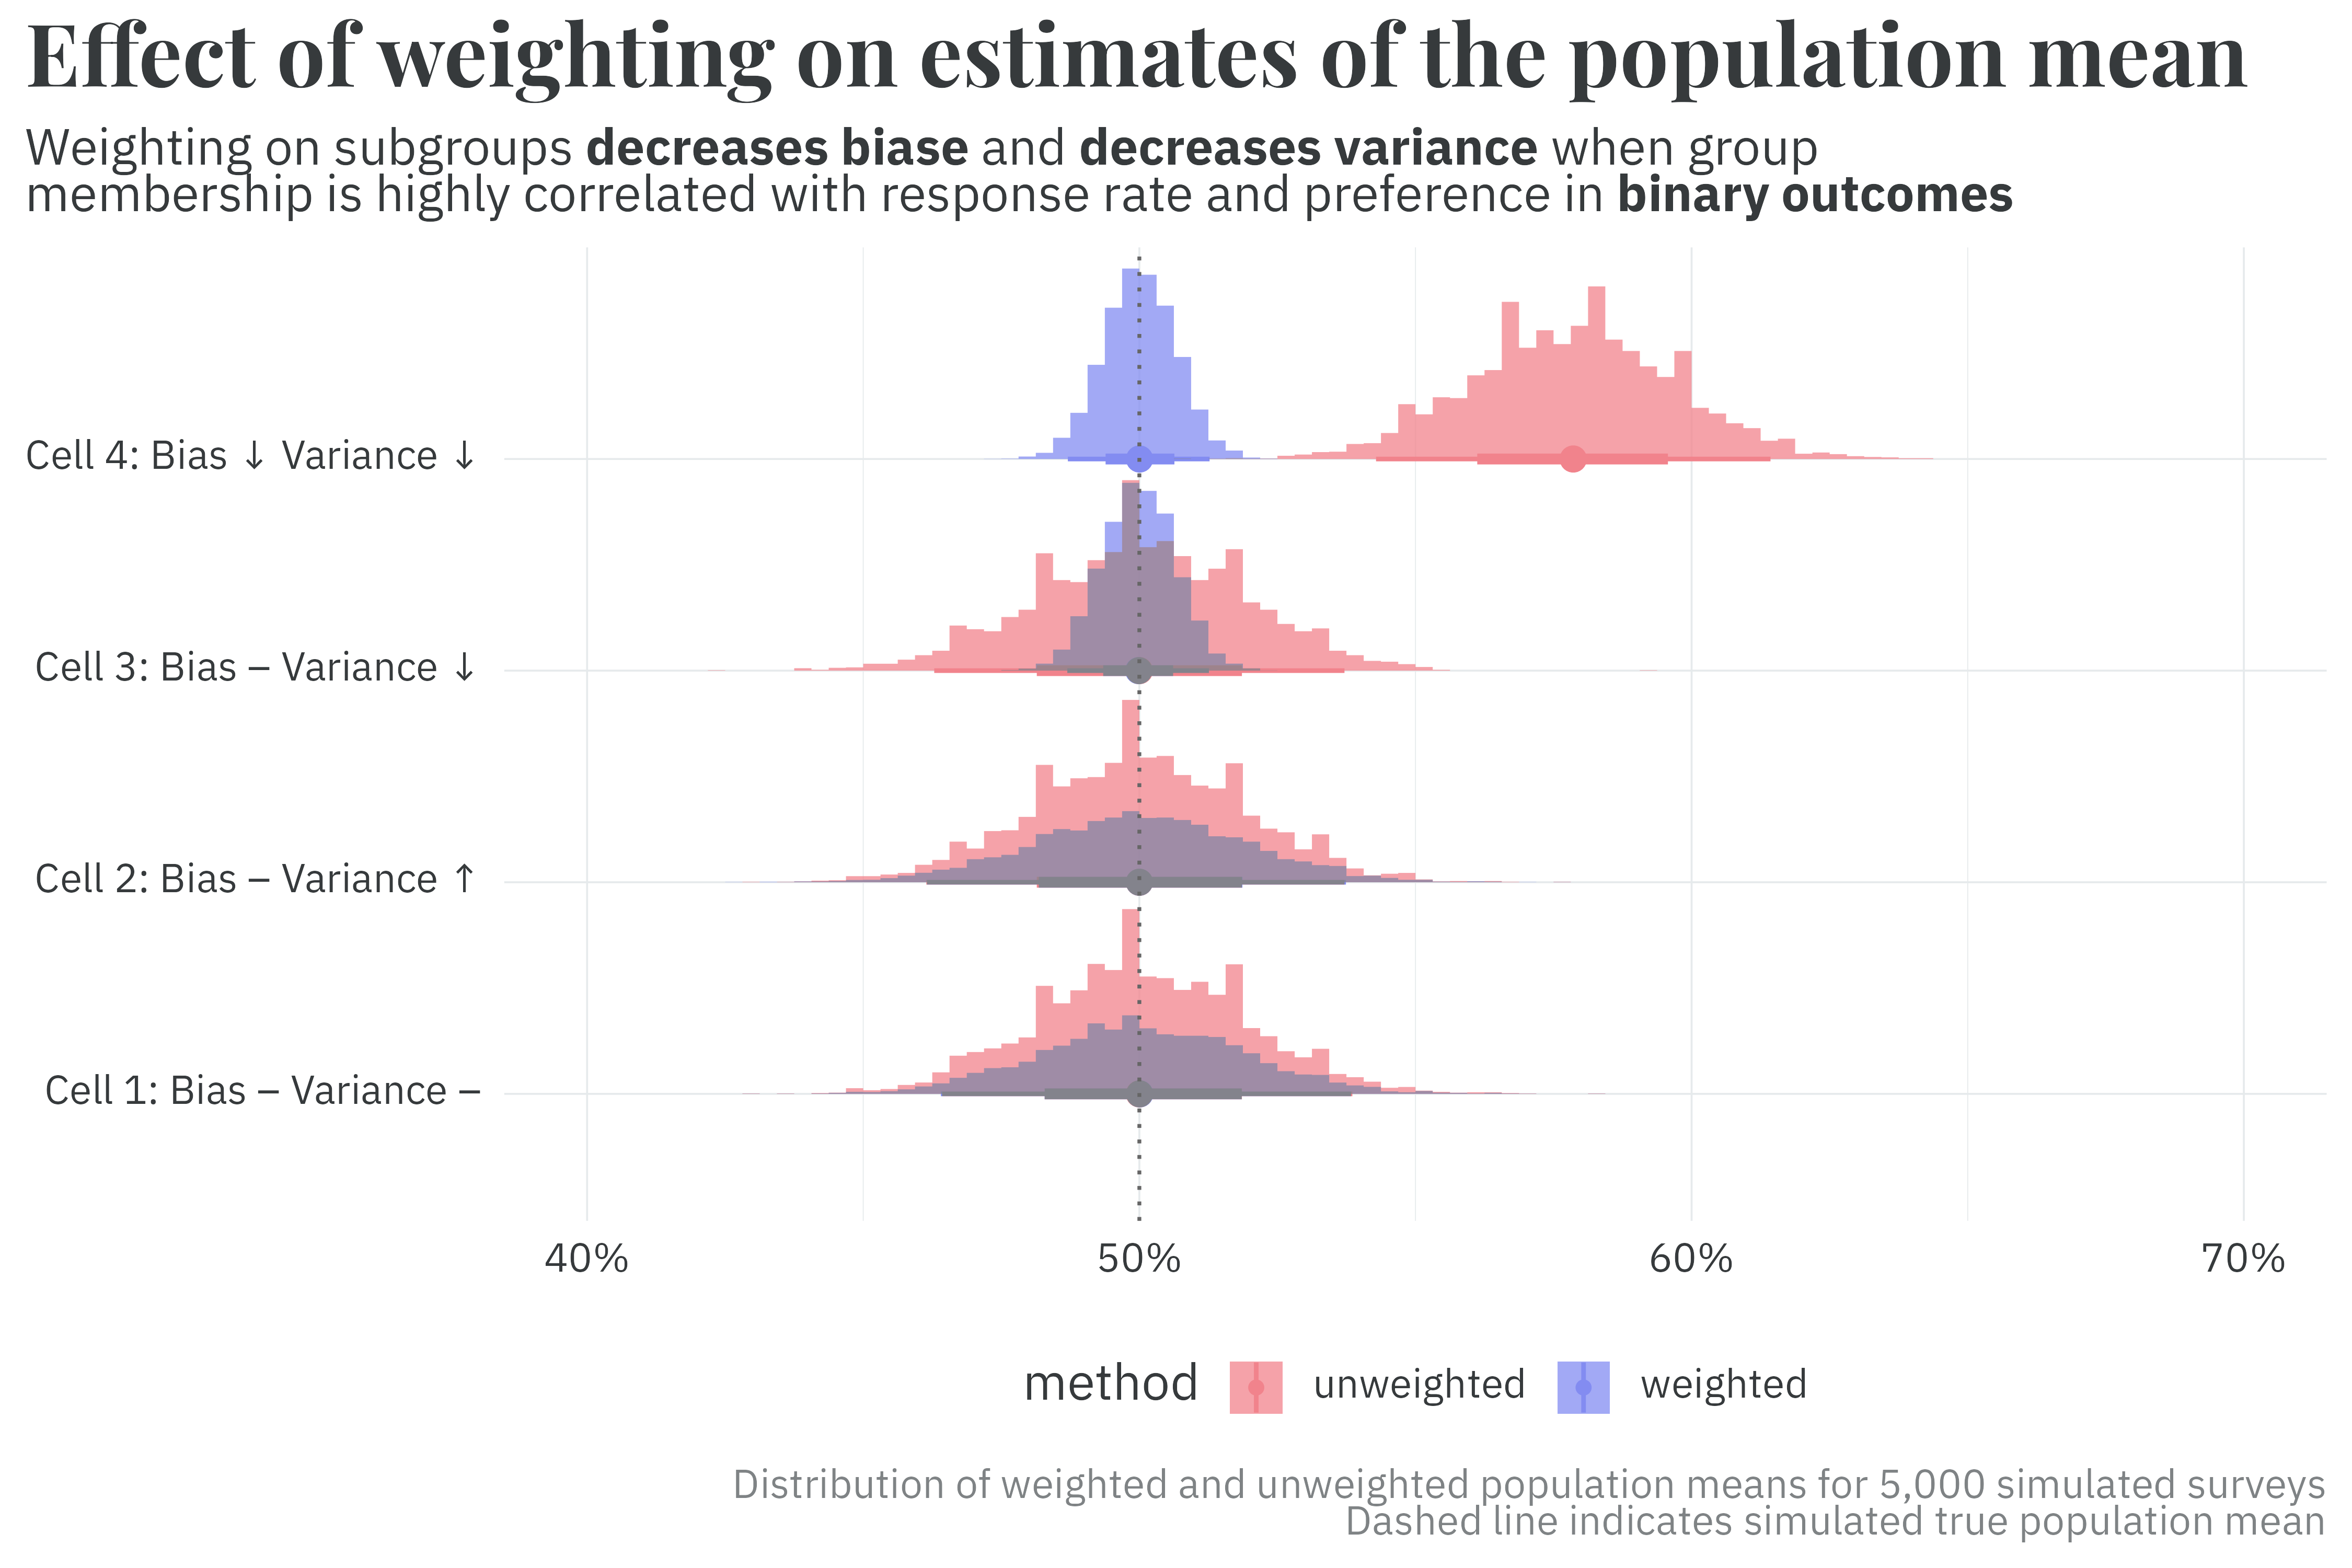 Effect of weighting on estimates of the population mean
Weighting on subgroups decreases biase and decreases variance when group
membership is highly correlated with response rate and preference in binary outcomes
Cell 4: Bias ↓ Variance ↓
Cell 3: Bias – Variance ↓
Cell 2: Bias – Variance ↑
Cell 1: Bias – Variance –
40% 50% 60% 70%
method unweighted weighted
Distribution of weighted and unweighted population means for 5,000 simulated surveys
Dashed line indicates simulated true population mean